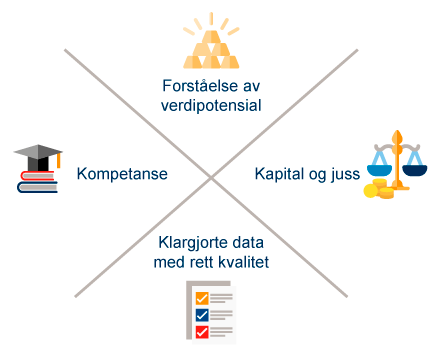 Forståelse av
verdipotensial
Kompetanse
Kapital og juss
Klargjorte data
med rett kvalitet